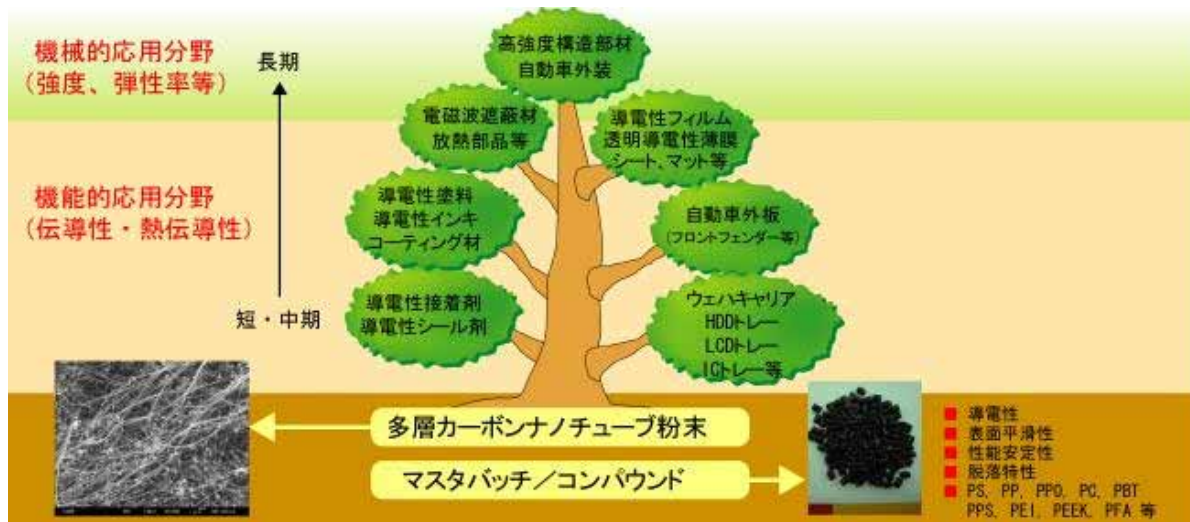 機械的応用分野
(強度、弾性率等)
長期
高強度構造部材
自動車外装
電磁波遮蔽材
放熱部品等
導電性フィルム
透明導電性薄膜
シート、マット等
機能的応用分野
(伝導性・熱伝導性)
導電性塗料
導電性インキ
コーティング材
自動車外板
(フロントフェンダー等)
短・中期
導電性接着剤
導電性シール剤
ウェハキャリア
HDDトレー
LCDトレー
ICトレー等
多層カーボンナノチューブ粉末
マスタバッチ／コンパウンド
■ 導電性
■ 表面平滑性
■ 性能安定性
■ 脱落特性
■ PS, PP, PPO, PC, PBT
PPS, PEI, PEEK, PFA 等